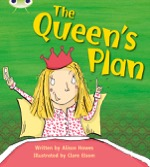 The
Queen's
Plan
Written by Alison Hawes
Illustrated by Clare Elsom